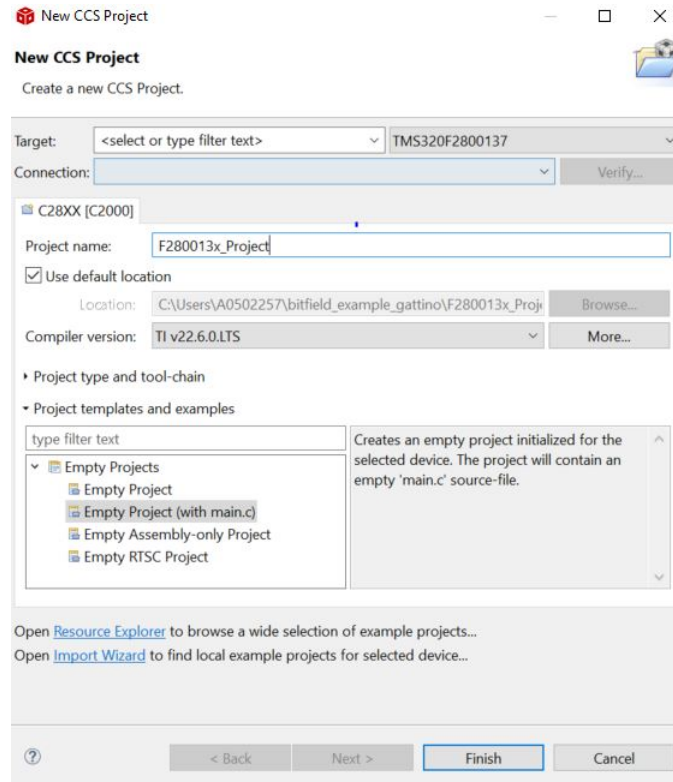 New CCS Project
New CCS Project
Create a new CCS Project.
Target: <select or type filter text> TMS320F2800137
Connection: Verify...
C28XX [C2000]
Project name: F280013x_Project
Use default location
Location: C:\Users\A0502257\bitfield_example_gattino\F280013x_Proje Browse...
Compiler version: TI v22.6.0.LTS More...
Project type and tool-chain
Project templates and examples
type filter text
Empty Projects
Empty Project
Empty Project (with main.c)
Empty Assembly-only Project
Empty RTSC Project
Creates an empty project initialized for the
selected device. The project will contain an
empty 'main.c' source-file.
Open Resource Explorer to browse a wide selection of example projects...
Open Import Wizard to find local example projects for selected device...
? < Back Next > Finish Cancel